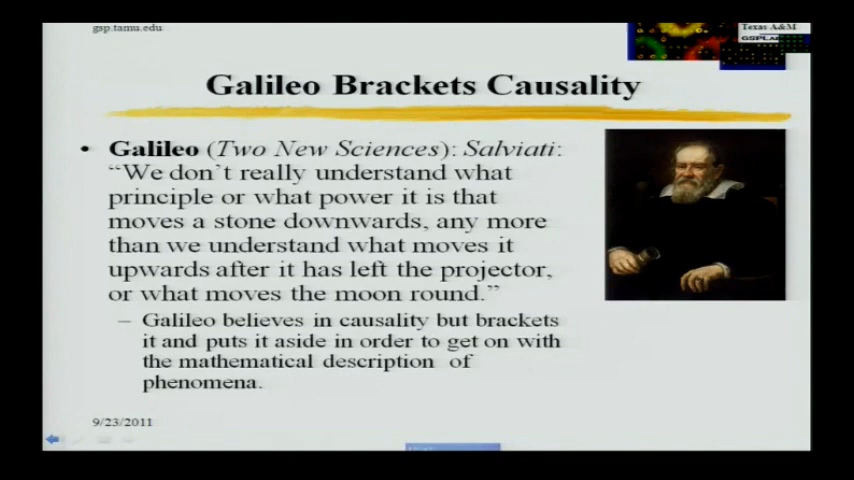 gsp.tamu.edu
Texas A&M
GSPLAB
Galileo Brackets Causality
• Galileo (Two New Sciences): Salviati:
“We don’t really understand what
principle or what power it is that
moves a stone downwards, any more
than we understand what moves it
upwards after it has left the projector,
or what moves the moon round.”
– Galileo believes in causality but brackets
it and puts it aside in order to get on with
the mathematical description of
phenomena.
9/23/2011